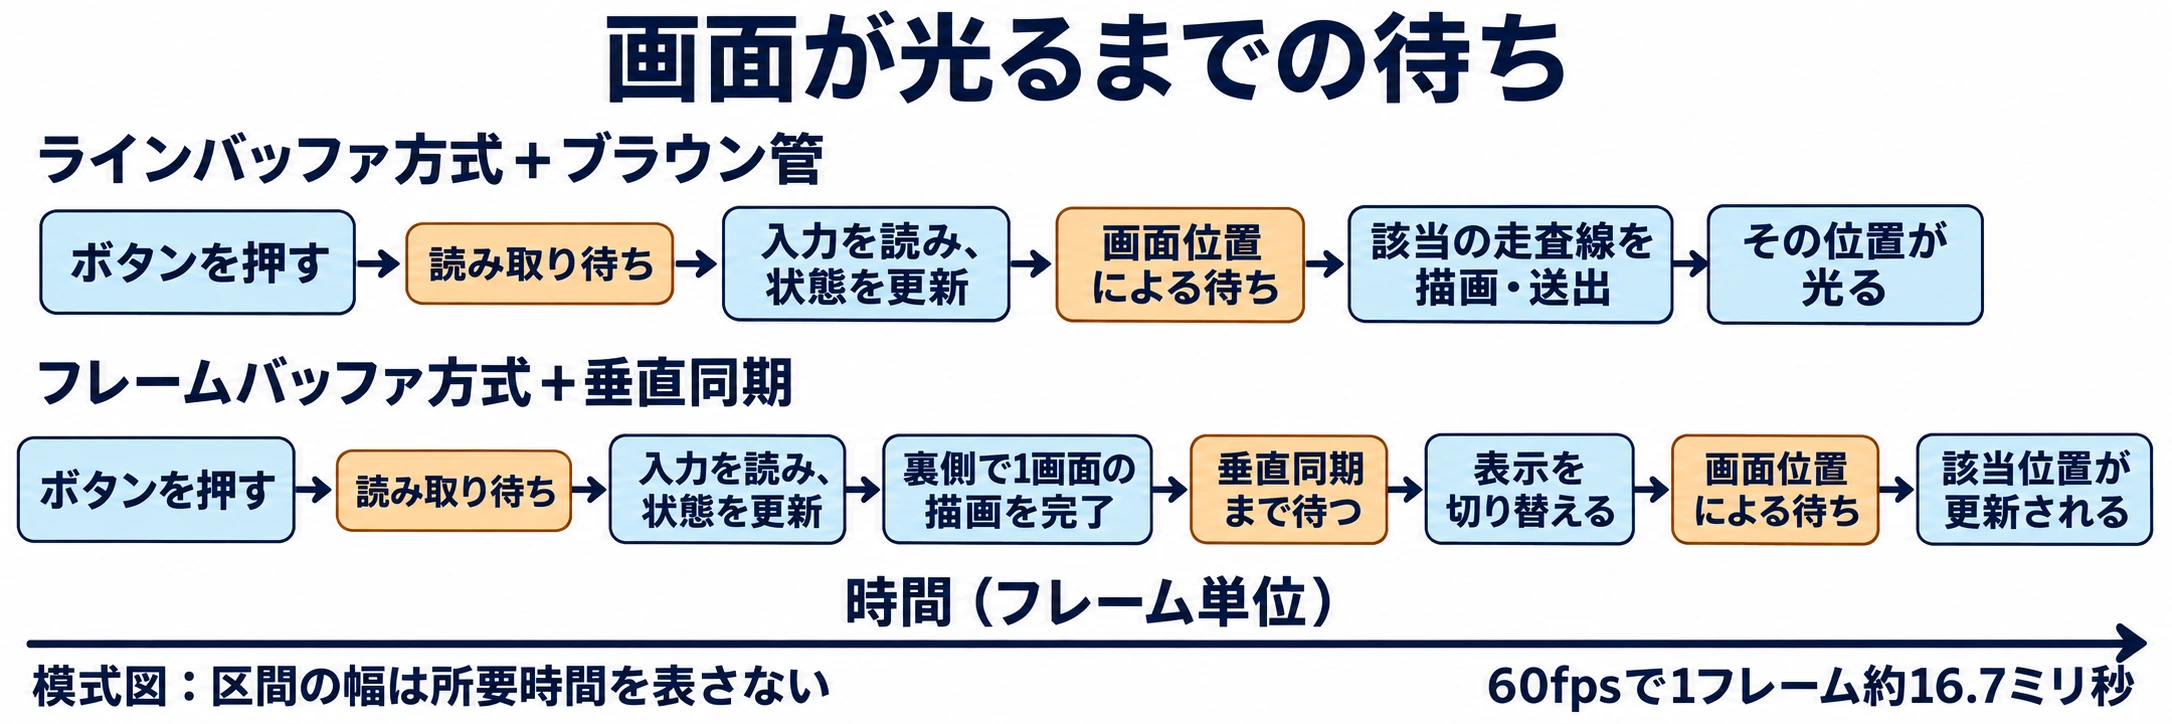 画面が光るまでの待ち
ラインバッファ方式＋ブラウン管
ボタンを押す
読み取り待ち
入力を読み、
状態を更新
画面位置
による待ち
該当の走査線を
描画・送出
その位置が
光る
フレームバッファ方式＋垂直同期
ボタンを押す
読み取り待ち
入力を読み、
状態を更新
裏側で1画面の
描画を完了
垂直同期
まで待つ
表示を
切り替える
画面位置
による待ち
該当位置が
更新される
時間（フレーム単位）
模式図：区間の幅は所要時間を表さない
60fpsで1フレーム約16.7ミリ秒